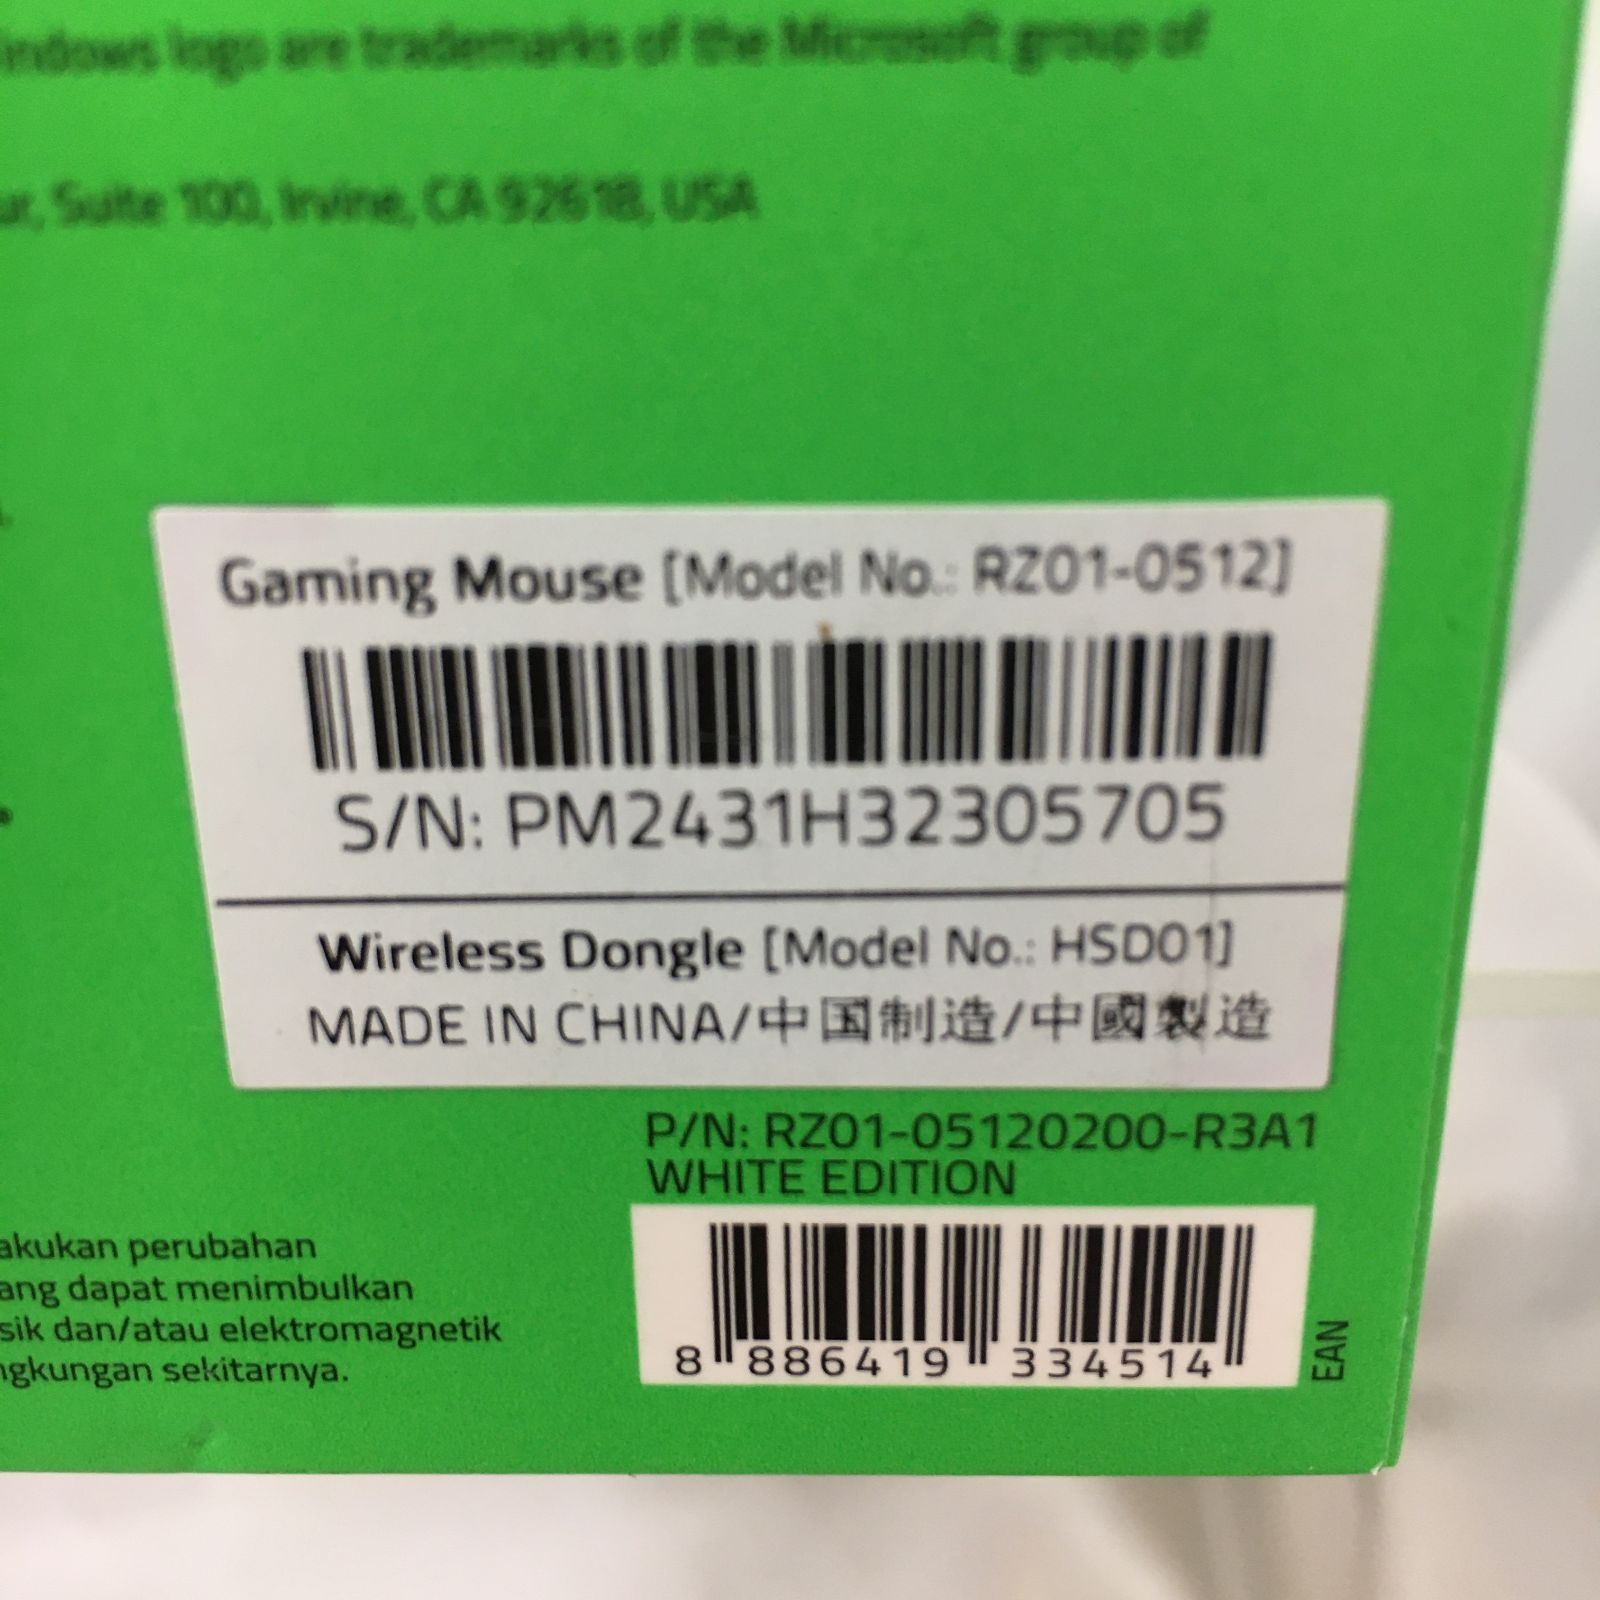 indows logo are trademarks of the Microsoft group of
ur, Suite 100, Irvine, CA 92618, USA
Gaming Mouse [Model No.: RZ01-0512]
S/N: PM2431H32305705
Wireless Dongle [Model No.: HSD01]
MADE IN CHINA/中国制造/中國製造
P/N: RZ01-05120200-R3A1
WHITE EDITION
8 886419 334514
EAN
akukan perubahan
ang dapat menimbulkan
sik dan/atau elektromagnetik
ngkungan sekitarnya.